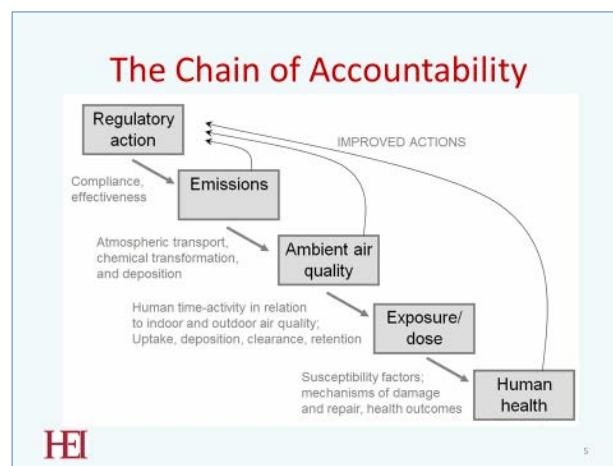 The Chain of Accountability
Regulatory
action
IMPROVED ACTIONS
Compliance,
effectiveness
Emissions
Atmospheric transport,
chemical transformation,
and deposition
Ambient air
quality
Human time-activity in relation
to indoor and outdoor air quality;
Uptake, deposition, clearance, retention
Exposure/
dose
Susceptibility factors;
mechanisms of damage
and repair, health outcomes
Human
health
HEI
5